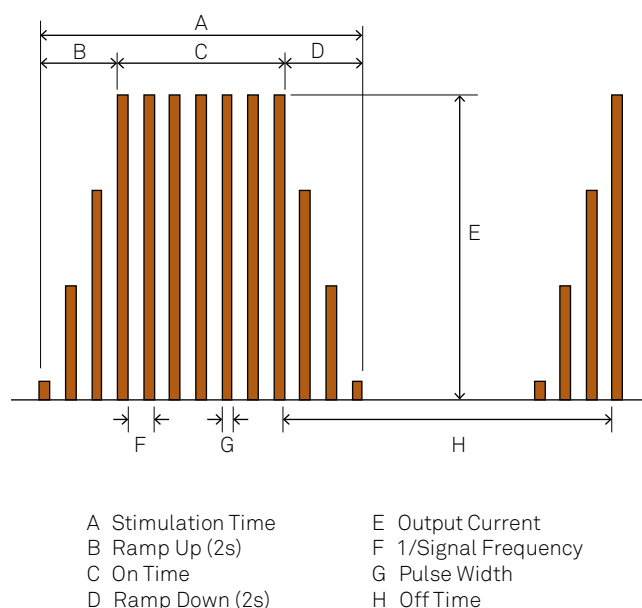 A
B
C
D
E
F
G
H
A Stimulation Time
B Ramp Up (2s)
C On Time
D Ramp Down (2s)
E Output Current
F 1/Signal Frequency
G Pulse Width
H Off Time